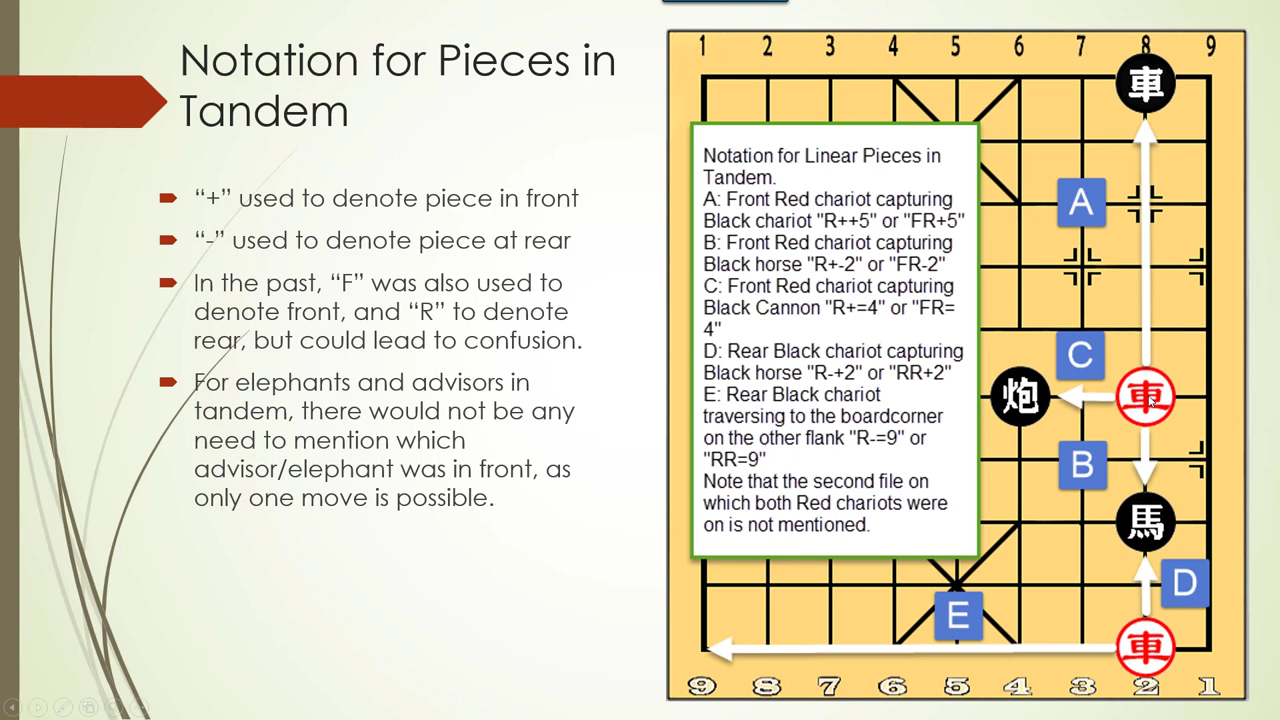 Notation for Pieces in
Tandem
“+” used to denote piece in front
“-” used to denote piece at rear
In the past, “F” was also used to
denote front, and “R” to denote
rear, but could lead to confusion.
For elephants and advisors in
tandem, there would not be any
need to mention which
advisor/elephant was in front, as
only one move is possible.
1 2 3 4 5 6 7 8 9
車
Notation for Linear Pieces in
Tandem.
A: Front Red chariot capturing
Black chariot "R++5" or "FR+5"
B: Front Red chariot capturing
Black horse "R+-2" or "FR-2"
C: Front Red chariot capturing
Black Cannon "R+=4" or "FR=
4"
D: Rear Black chariot capturing
Black horse "R-+2" or "RR+2"
E: Rear Black chariot
traversing to the boardcorner
on the other flank "R-=9" or
"RR=9"
Note that the second file on
which both Red chariots were
on is not mentioned.
A
C
炮 車
B
馬
D
E
車
9 8 7 6 5 4 3 2 1